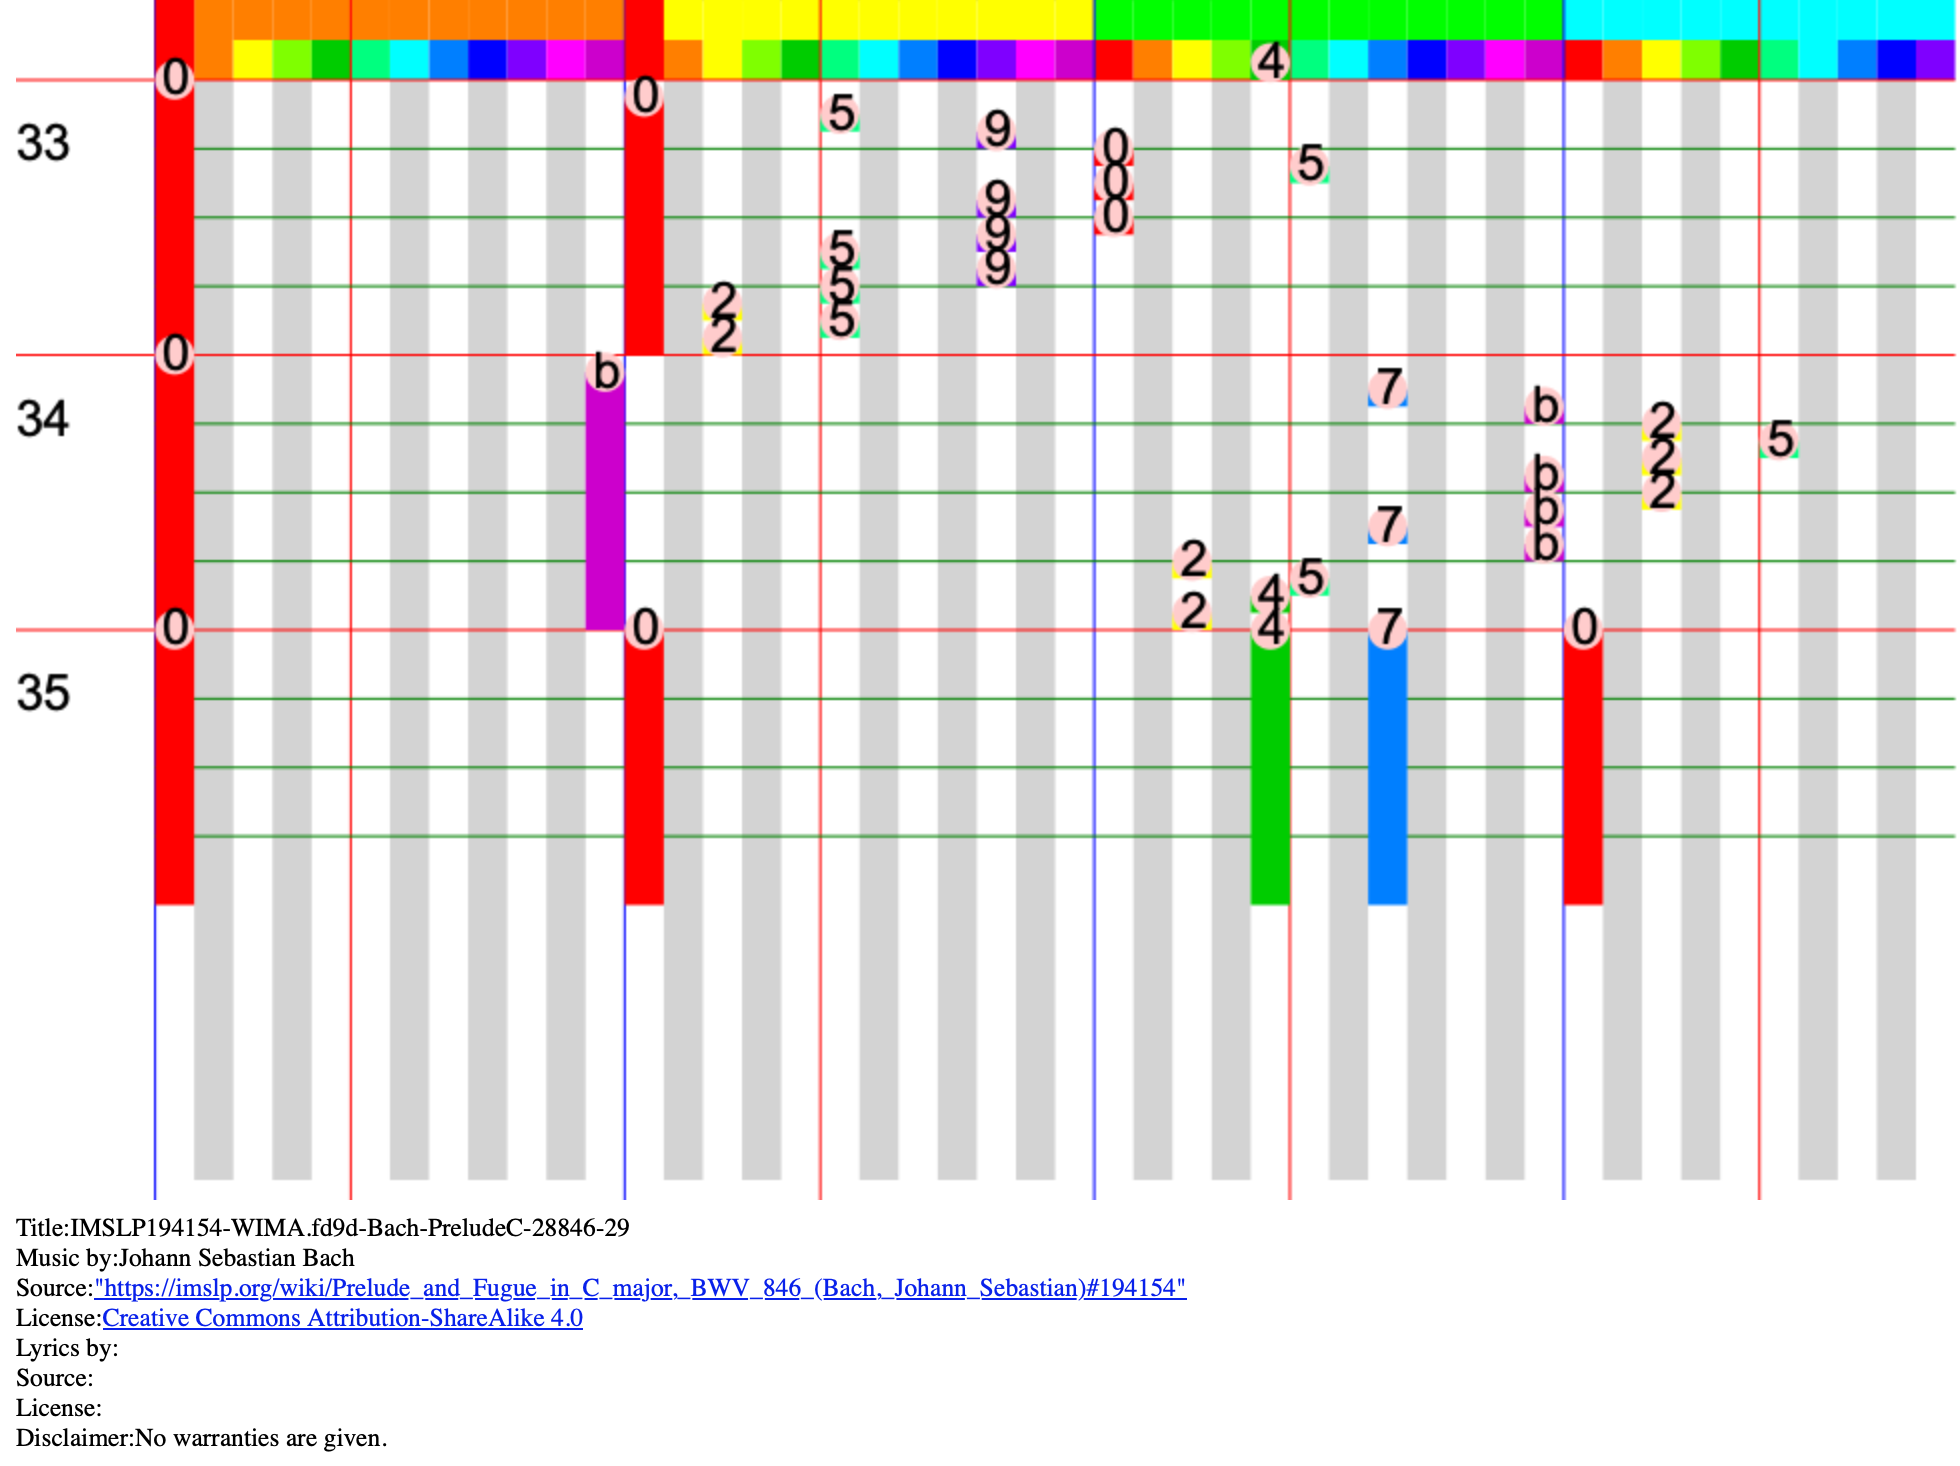 4
0
0
5
33
9
0
5
0
9
0
9
5
9
5
2
5
2
0
b
7
b
34
2
5
2
b
2
b
7
b
2
5
4
2
0
0
4
7
0
35
Title:IMSLP194154-WIMA.fd9d-Bach-PreludeC-28846-29
Music by:Johann Sebastian Bach
Source:"https://imslp.org/wiki/Prelude_and_Fugue_in_C_major,_BWV_846_(Bach,_Johann_Sebastian)#194154"
License:Creative Commons Attribution-ShareAlike 4.0
Lyrics by:
Source:
License:
Disclaimer:No warranties are given.